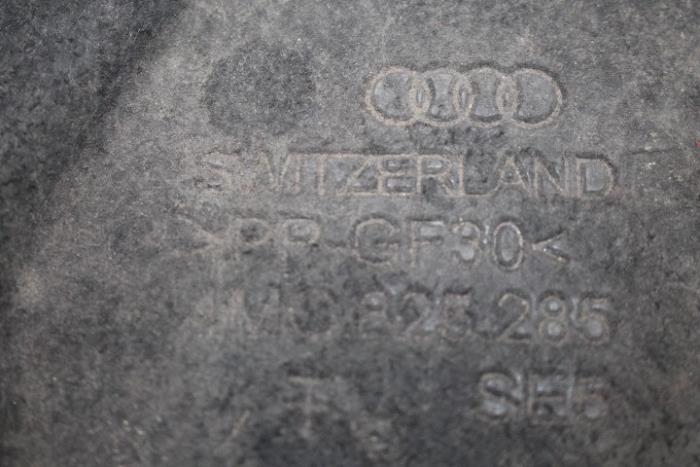 SWITZERLAND
>PP-GF30<
825 285
SE5